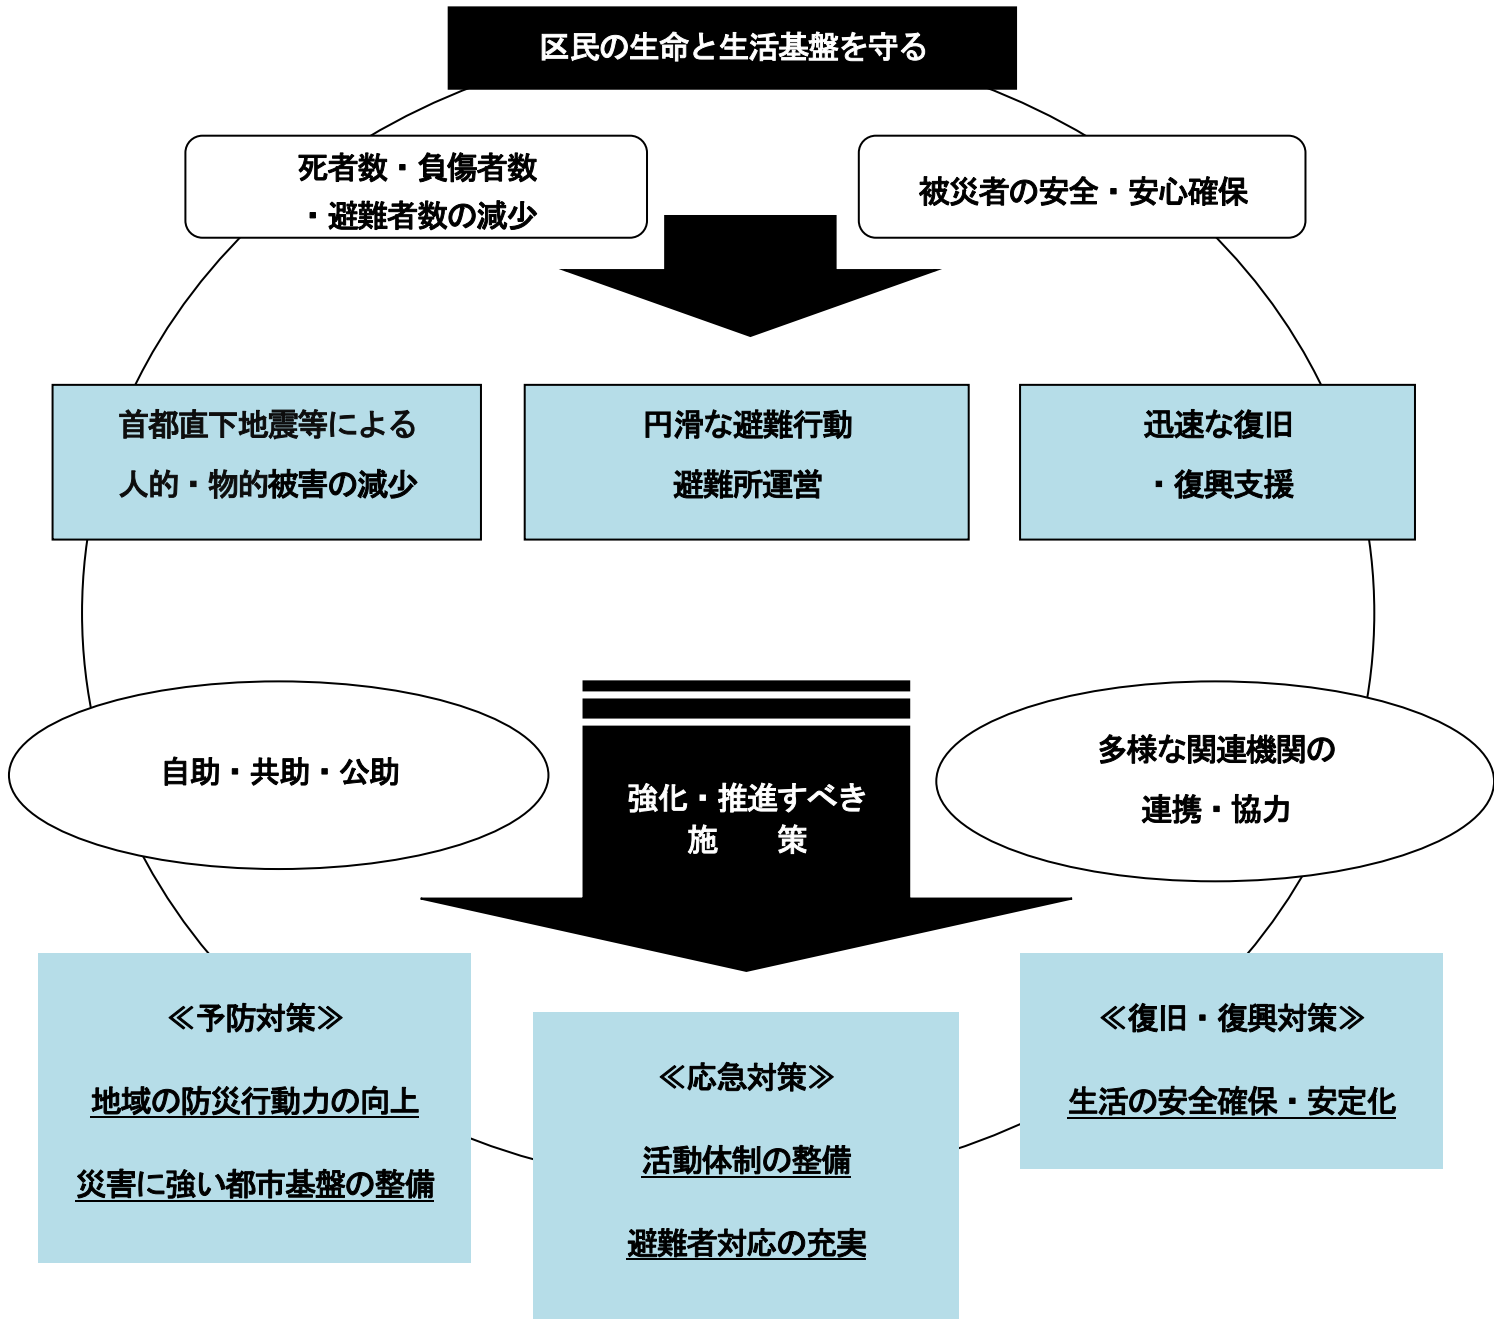 区民の生命と生活基盤を守る
死者数・負傷者数
・避難者数の減少
被災者の安全・安心確保
首都直下地震等による
人的・物的被害の減少
円滑な避難行動
避難所運営
迅速な復旧
・復興支援
自助・共助・公助
強化・推進すべき
施　　策
多様な関連機関の
連携・協力
≪予防対策≫
地域の防災行動力の向上
災害に強い都市基盤の整備
≪応急対策≫
活動体制の整備
避難者対応の充実
≪復旧・復興対策≫
生活の安全確保・安定化